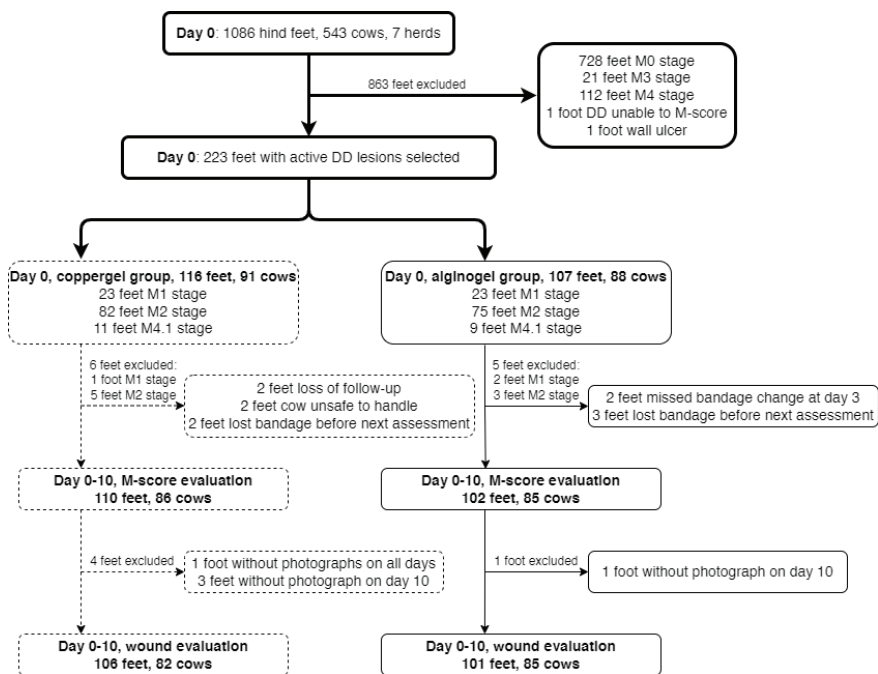 Day 0: 1086 hind feet, 543 cows, 7 herds
863 feet excluded
728 feet M0 stage
21 feet M3 stage
112 feet M4 stage
1 foot DD unable to M-score
1 foot wall ulcer
Day 0: 223 feet with active DD lesions selected
Day 0, coppergel group, 116 feet, 91 cows
23 feet M1 stage
82 feet M2 stage
11 feet M4.1 stage
Day 0, alginogel group, 107 feet, 88 cows
23 feet M1 stage
75 feet M2 stage
9 feet M4.1 stage
6 feet excluded:
1 foot M1 stage
5 feet M2 stage
2 feet loss of follow-up
2 feet cow unsafe to handle
2 feet lost bandage before next assessment
5 feet excluded:
2 feet M1 stage
3 feet M2 stage
2 feet missed bandage change at day 3
3 feet lost bandage before next assessment
Day 0-10, M-score evaluation
110 feet, 86 cows
Day 0-10, M-score evaluation
102 feet, 85 cows
4 feet excluded
1 foot without photographs on all days
3 feet without photograph on day 10
1 foot excluded
1 foot without photograph on day 10
Day 0-10, wound evaluation
106 feet, 82 cows
Day 0-10, wound evaluation
101 feet, 85 cows